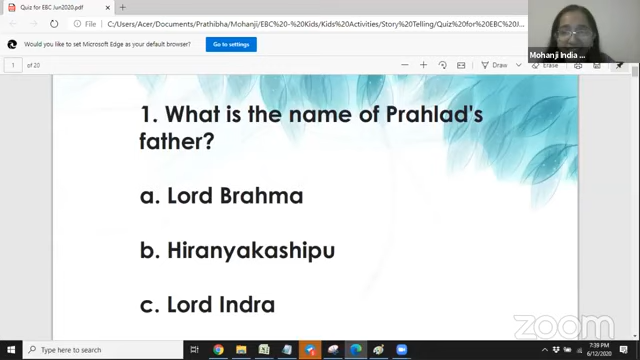 Quiz for EBC Jun2020.pdf
File
C:/Users/Acer/Documents/Prathibha/Mohanji/EBC%20-%20Kids/Kids%20Activities/Story%20Telling/Quiz%20for%20EBC%20J...
Would you like to set Microsoft Edge as your default browser?
Go to settings
Mohanji India ...
1
of 20
Draw
Erase
1. What is the name of Prahlad's
father?
a. Lord Brahma
b. Hiranyakashipu
c. Lord Indra
zoom
Type here to search
7:39 PM
6/12/2020